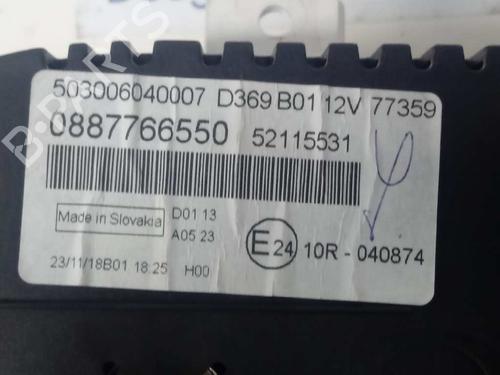 503006040007 D369 B01 12V 77359
0887766550 52115531
Made in Slovakia D01 13
A05 23
E24 10R - 040874
23/11/18B01 18:25 H00
B-PARTS